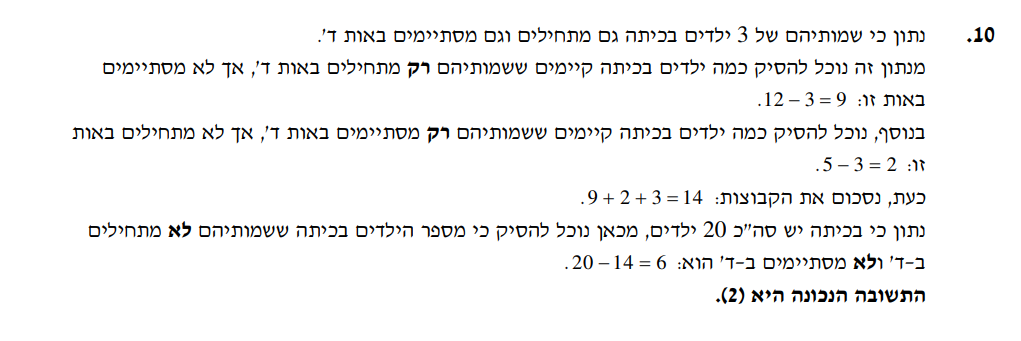 10. נתון כי שמותיהם של 3 ילדים בכיתה גם מתחילים וגם מסתיימים באות ד'.
מנתון זה נוכל להסיק כמה ילדים בכיתה קיימים ששמותיהם רק מתחילים באות ד', אך לא מסתיימים
באות זו: 12 – 3 = 9.
בנוסף, נוכל להסיק כמה ילדים בכיתה קיימים ששמותיהם רק מסתיימים באות ד', אך לא מתחילים באות
זו: 5 – 3 = 2.
כעת, נסכום את הקבוצות: 9 + 2 + 3 = 14.
נתון כי בכיתה יש סה"כ 20 ילדים, מכאן נוכל להסיק כי מספר הילדים בכיתה ששמותיהם לא מתחילים
ב-ד' ולא מסתיימים ב-ד' הוא: 20 – 14 = 6.
התשובה הנכונה היא (2).